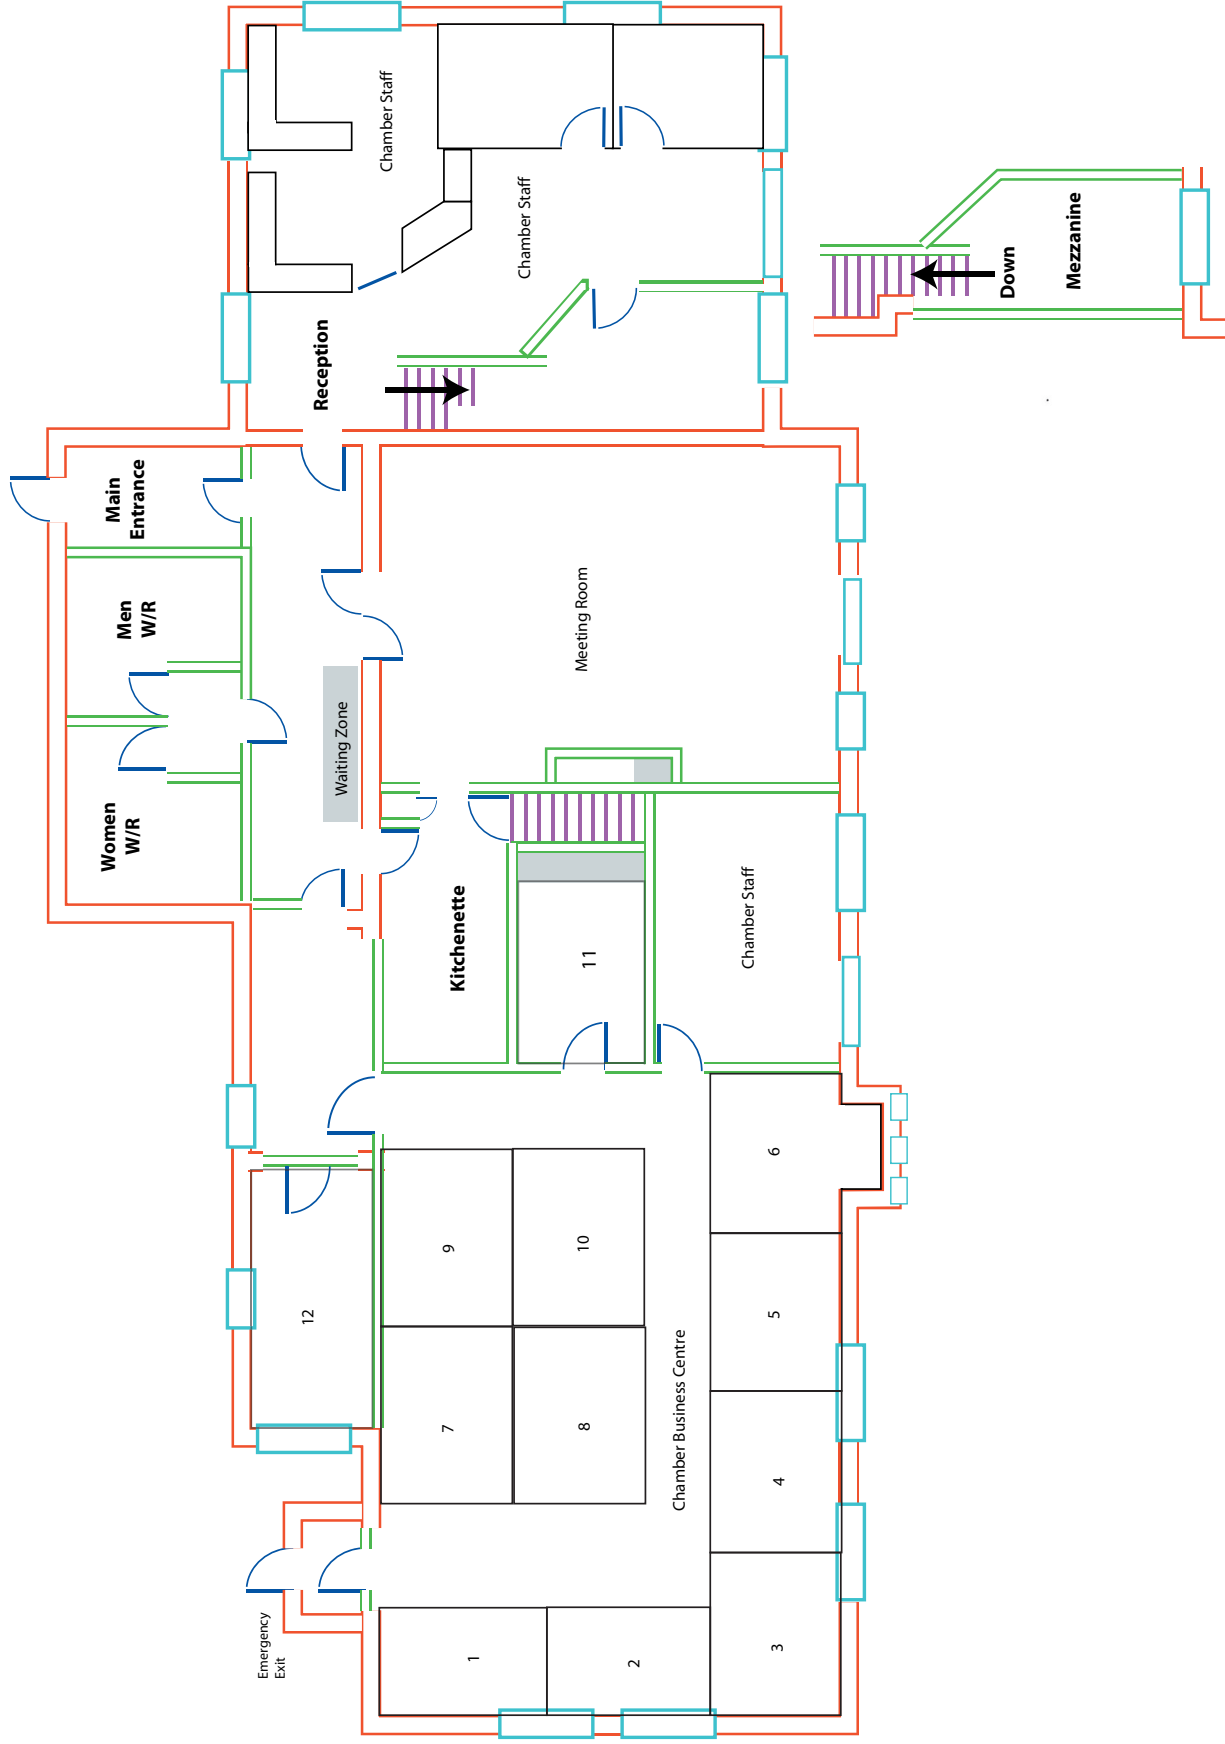 Main
Entrance
Men
W/R
Women
W/R
Waiting Zone
Reception
Chamber Staff
Chamber Staff
Meeting Room
Kitchenette
11
Chamber Staff
12
9
10
7
8
6
5
4
3
2
1
Chamber Business Centre
Emergency
Exit
Down
Mezzanine